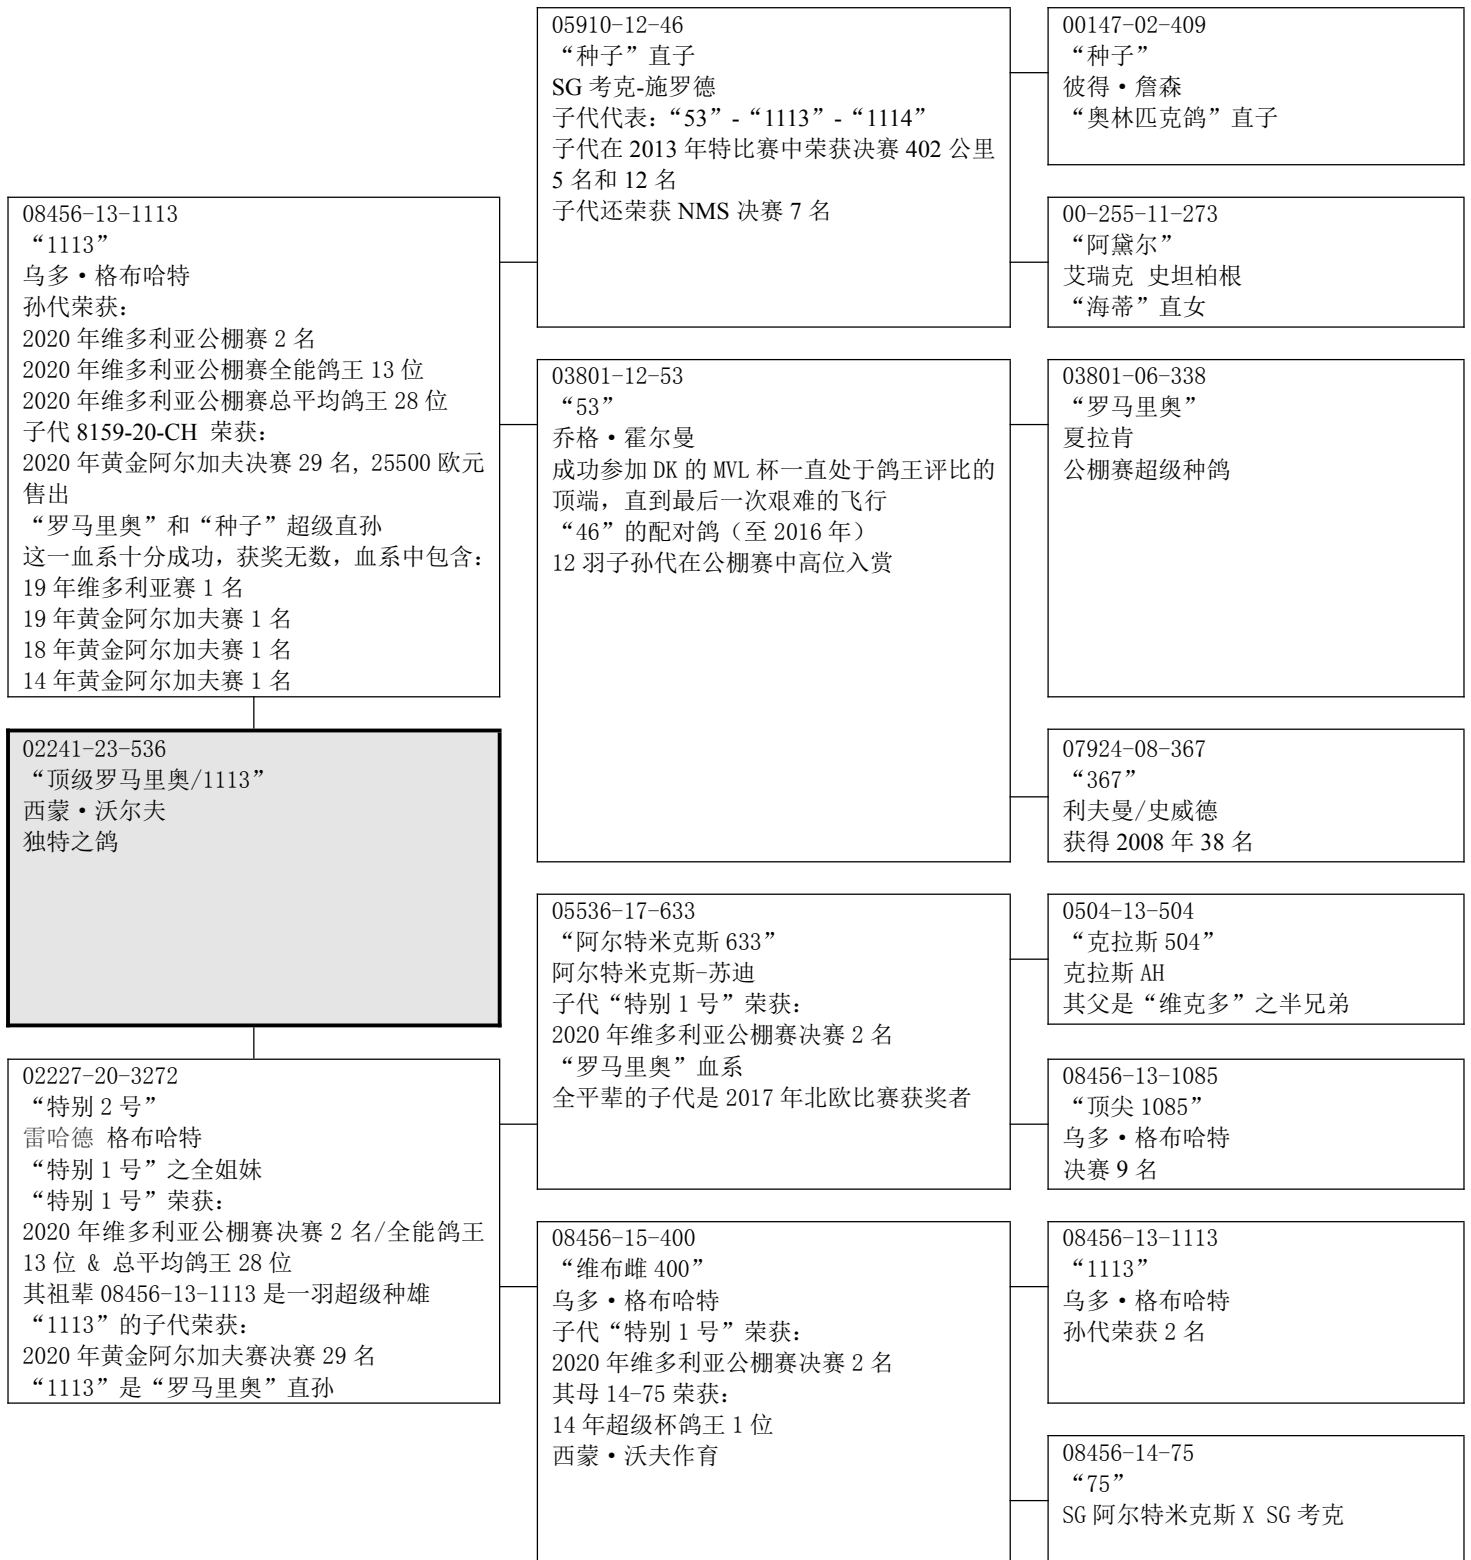 08456-13-1113
“1113”
乌多·格布哈特
孙代荣获：
2020 年维多利亚公棚赛 2 名
2020 年维多利亚公棚赛全能鸽王 13 位
2020 年维多利亚公棚赛总平均鸽王 28 位
子代 8159-20-CH 荣获：
2020 年黄金阿尔加夫决赛 29 名, 25500 欧元
售出
“罗马里奥”和“种子”超级直孙
这一血系十分成功，获奖无数，血系中包含：
19 年维多利亚赛 1 名
19 年黄金阿尔加夫赛 1 名
18 年黄金阿尔加夫赛 1 名
14 年黄金阿尔加夫赛 1 名
02241-23-536
“顶级罗马里奥/1113”
西蒙·沃尔夫
独特之鸽
02227-20-3272
“特别 2 号”
雷哈德 格布哈特
“特别 1 号”之全姐妹
“特别 1 号”荣获：
2020 年维多利亚公棚赛决赛 2 名/全能鸽王
13 位 & 总平均鸽王 28 位
其祖辈 08456-13-1113 是一羽超级种雄
“1113”的子代荣获：
2020 年黄金阿尔加夫赛决赛 29 名
“1113”是“罗马里奥”直孙
05910-12-46
“种子”直子
SG 考克-施罗德
子代代表：“53”-“1113”-“1114”
子代在 2013 年特比赛中荣获决赛 402 公里
5 名和 12 名
子代还荣获 NMS 决赛 7 名
03801-12-53
“53”
乔格·霍尔曼
成功参加 DK 的 MVL 杯一直处于鸽王评比的
顶端，直到最后一次艰难的飞行
“46”的配对鸽（至 2016 年）
12 羽子孙代在公棚赛中高位入赏
05536-17-633
“阿尔特米克斯 633”
阿尔特米克斯-苏迪
子代“特别 1 号”荣获：
2020 年维多利亚公棚赛决赛 2 名
“罗马里奥”血系
全平辈的子代是 2017 年北欧比赛获奖者
08456-15-400
“维布雌 400”
乌多·格布哈特
子代“特别 1 号”荣获：
2020 年维多利亚公棚赛决赛 2 名
其母 14-75 荣获：
14 年超级杯鸽王 1 位
西蒙·沃夫作育
00147-02-409
“种子”
彼得·詹森
“奥林匹克鸽”直子
00-255-11-273
“阿黛尔”
艾瑞克 史坦柏根
“海蒂”直女
03801-06-338
“罗马里奥”
夏拉肯
公棚赛超级种鸽
07924-08-367
“367”
利夫曼/史威德
获得 2008 年 38 名
0504-13-504
“克拉斯 504”
克拉斯 AH
其父是“维克多”之半兄弟
08456-13-1085
“顶尖 1085”
乌多·格布哈特
决赛 9 名
08456-13-1113
“1113”
乌多·格布哈特
孙代荣获 2 名
08456-14-75
“75”
SG 阿尔特米克斯 X SG 考克